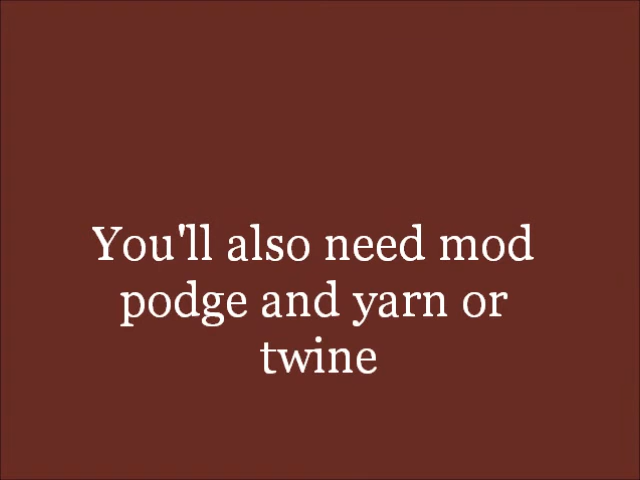 You'll also need mod
podge and yarn or
twine